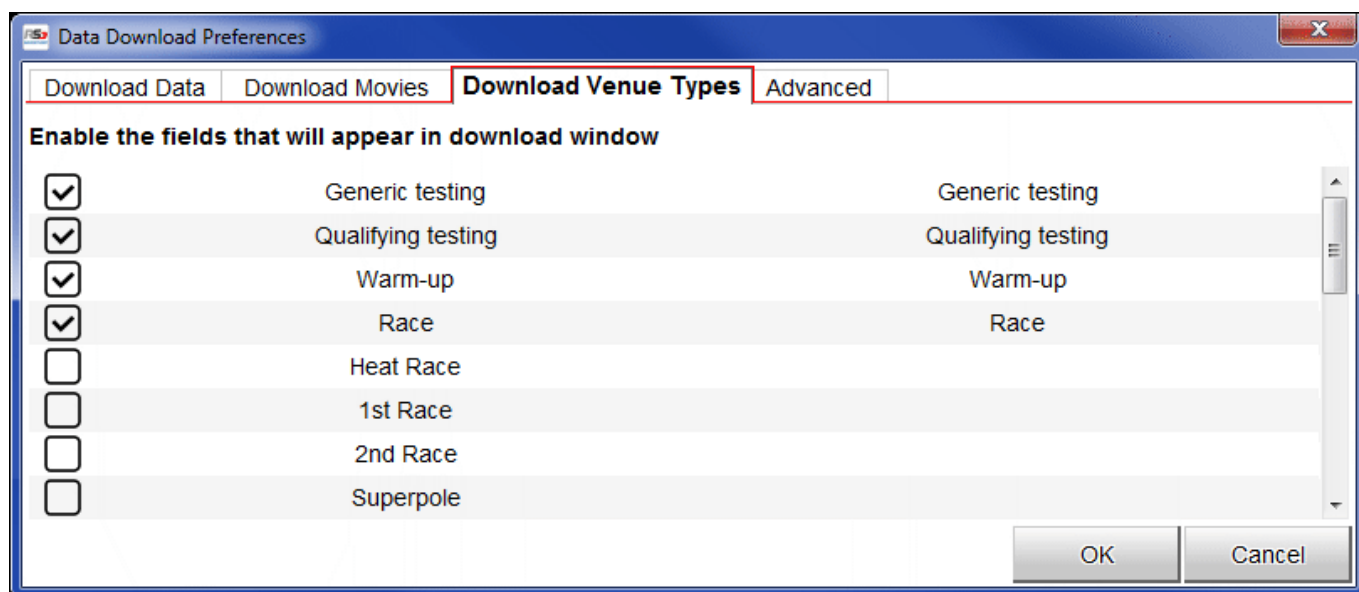 RS3 Data Download Preferences
Download Data Download Movies Download Venue Types Advanced
Enable the fields that will appear in download window
Generic testing Generic testing
Qualifying testing Qualifying testing
Warm-up Warm-up
Race Race
Heat Race
1st Race
2nd Race
Superpole
OK Cancel